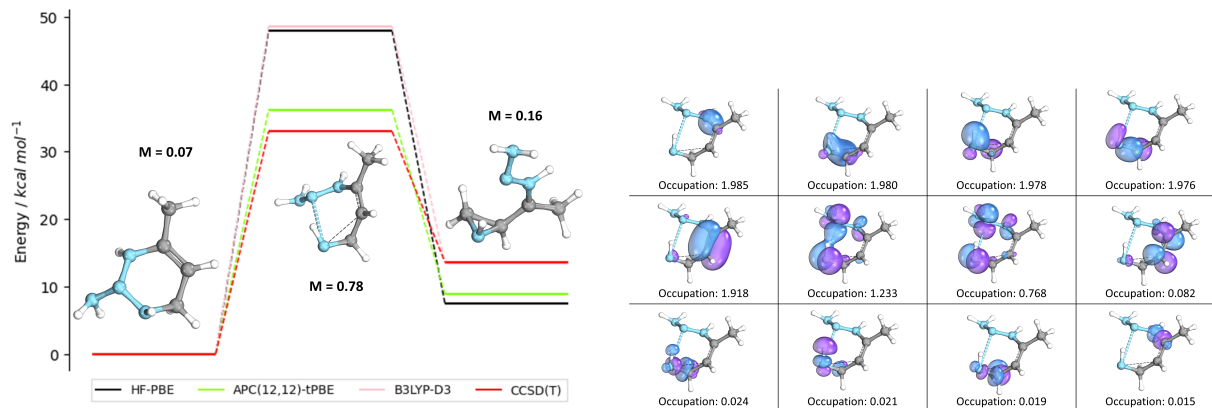 50
40
30
20
10
0
Energy / kcal mol⁻¹
M = 0.07
M = 0.78
M = 0.16
HF-PBE
APC(12,12)-tPBE
B3LYP-D3
CCSD(T)
Occupation: 1.985
Occupation: 1.980
Occupation: 1.978
Occupation: 1.976
Occupation: 1.918
Occupation: 1.233
Occupation: 0.768
Occupation: 0.082
Occupation: 0.024
Occupation: 0.021
Occupation: 0.019
Occupation: 0.015